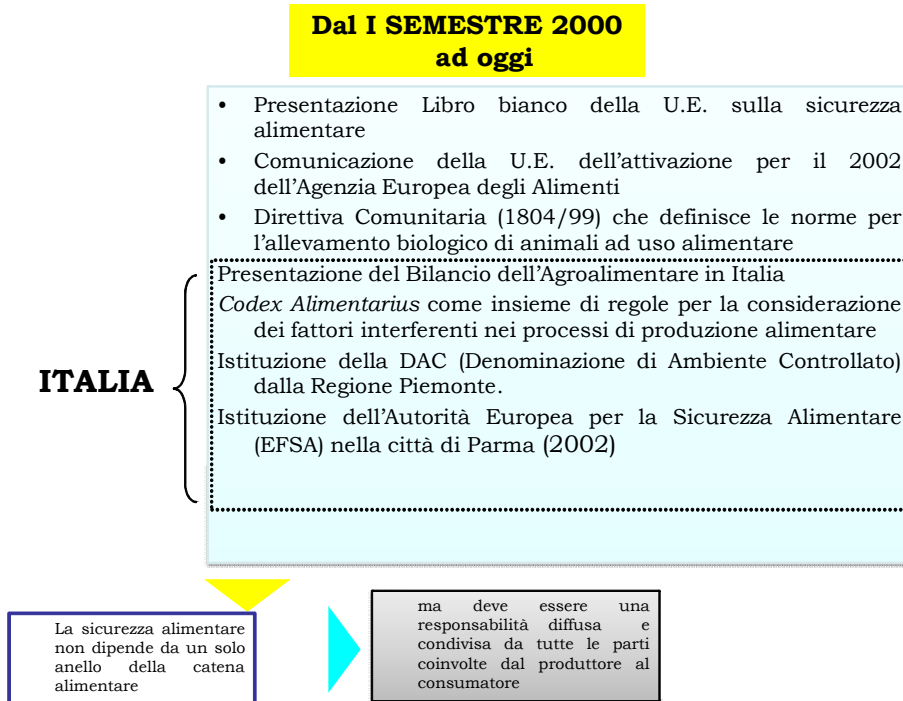 Dal I SEMESTRE 2000
ad oggi
• Presentazione Libro bianco della U.E. sulla sicurezza
alimentare
• Comunicazione della U.E. dell'attivazione per il 2002
dell'Agenzia Europea degli Alimenti
• Direttiva Comunitaria (1804/99) che definisce le norme per
l'allevamento biologico di animali ad uso alimentare
ITALIA
Presentazione del Bilancio dell'Agroalimentare in Italia
Codex Alimentarius come insieme di regole per la considerazione
dei fattori interferenti nei processi di produzione alimentare
Istituzione della DAC (Denominazione di Ambiente Controllato)
dalla Regione Piemonte.
Istituzione dell'Autorità Europea per la Sicurezza Alimentare
(EFSA) nella città di Parma (2002)
La sicurezza alimentare
non dipende da un solo
anello della catena
alimentare
ma deve essere una
responsabilità diffusa e
condivisa da tutte le parti
coinvolte dal produttore al
consumatore